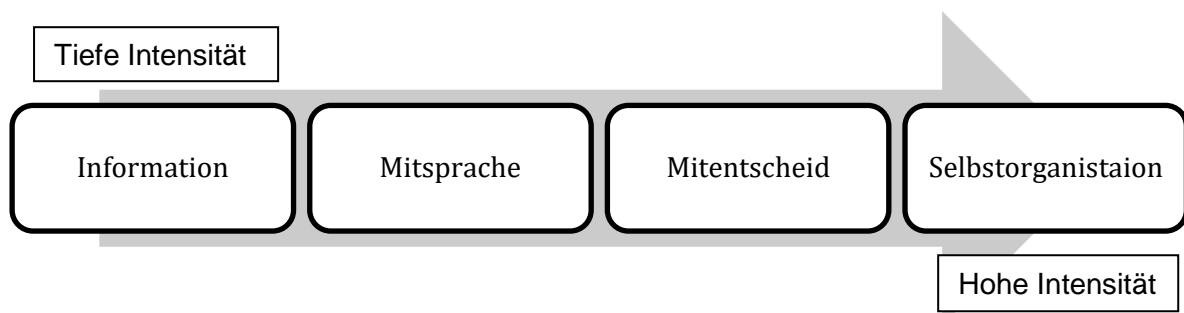 Tiefe Intensität
Information
Mitsprache
Mitentscheid
Selbstorganistaion
Hohe Intensität